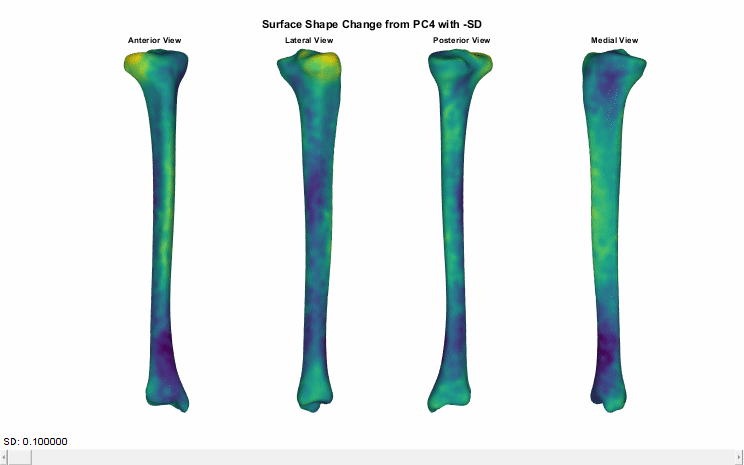 Surface Shape Change from PC4 with -SD
Anterior View
Lateral View
Posterior View
Medial View
SD: 0.100000